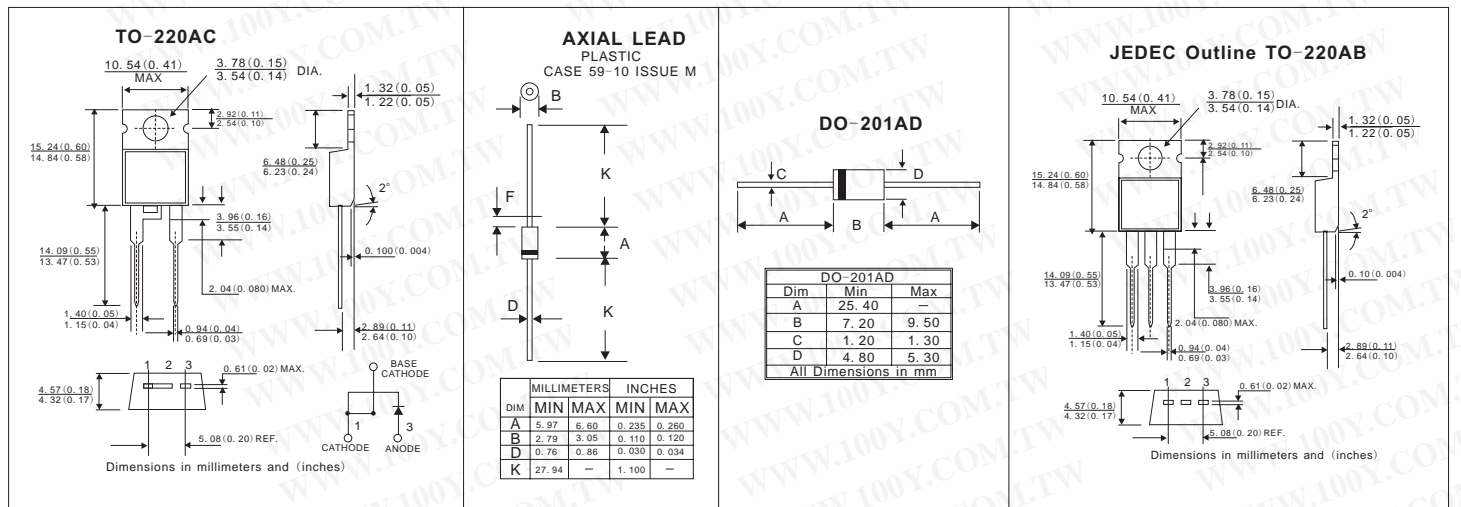 TO-220AC
10.54(0.41)
MAX
3.78(0.15)
3.54(0.14)
DIA.
1.32(0.05)
1.22(0.05)
2.92(0.11)
2.54(0.10)
15.24(0.60)
14.84(0.58)
6.48(0.25)
6.23(0.24)
2°
3.96(0.16)
3.55(0.14)
0.100(0.004)
14.09(0.55)
13.47(0.53)
2.04(0.080)MAX.
1.40(0.05)
1.15(0.04)
0.94(0.04)
0.69(0.03)
2.89(0.11)
2.64(0.10)
1 2 3
0.61(0.02)MAX.
4.57(0.18)
4.32(0.17)
5.08(0.20)REF.
BASE
CATHODE
1
3
CATHODE
ANODE
Dimensions in millimeters and (inches)
AXIAL LEAD
PLASTIC
CASE 59-10 ISSUE M
B
K
F
A
D
K
MILLIMETERS INCHES
DIM MIN MAX MIN MAX
A 5.97 6.60 0.235 0.260
B 2.79 3.05 0.110 0.120
D 0.76 0.86 0.030 0.034
K 27.94 – 1.100 –
DO-201AD
C
D
A
B
A
DO-201AD
Dim Min Max
A 25.40 –
B 7.20 9.50
C 1.20 1.30
D 4.80 5.30
All Dimensions in mm
JEDEC Outline TO-220AB
10.54(0.41)
MAX
3.78(0.15)
3.54(0.14)
DIA.
1.32(0.05)
1.22(0.05)
2.92(0.11)
2.54(0.10)
15.24(0.60)
14.84(0.58)
6.48(0.25)
6.23(0.24)
2°
14.09(0.55)
13.47(0.53)
0.10(0.004)
3.96(0.16)
3.55(0.14)
2.04(0.080)MAX.
1.40(0.05)
1.15(0.04)
0.94(0.04)
0.69(0.03)
2.89(0.11)
2.64(0.10)
1 2 3
0.61(0.02)MAX.
4.57(0.18)
4.32(0.17)
5.08(0.20)REF.
Dimensions in millimeters and (inches)
WWW.100Y.COM.TW